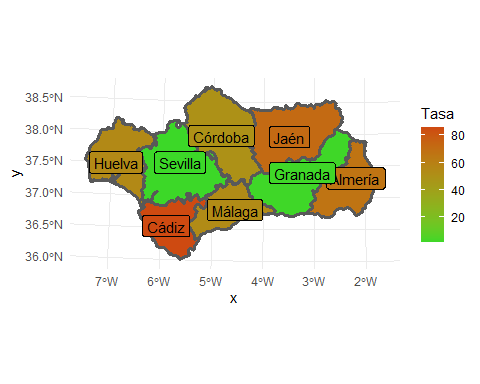 Tasa
80
60
40
20
38.5°N
38.0°N
37.5°N
37.0°N
36.5°N
36.0°N
y
Córdoba
Jaén
Huelva
Sevilla
Granada
Almería
Málaga
Cádiz
7°W
6°W
5°W
4°W
3°W
2°W
x